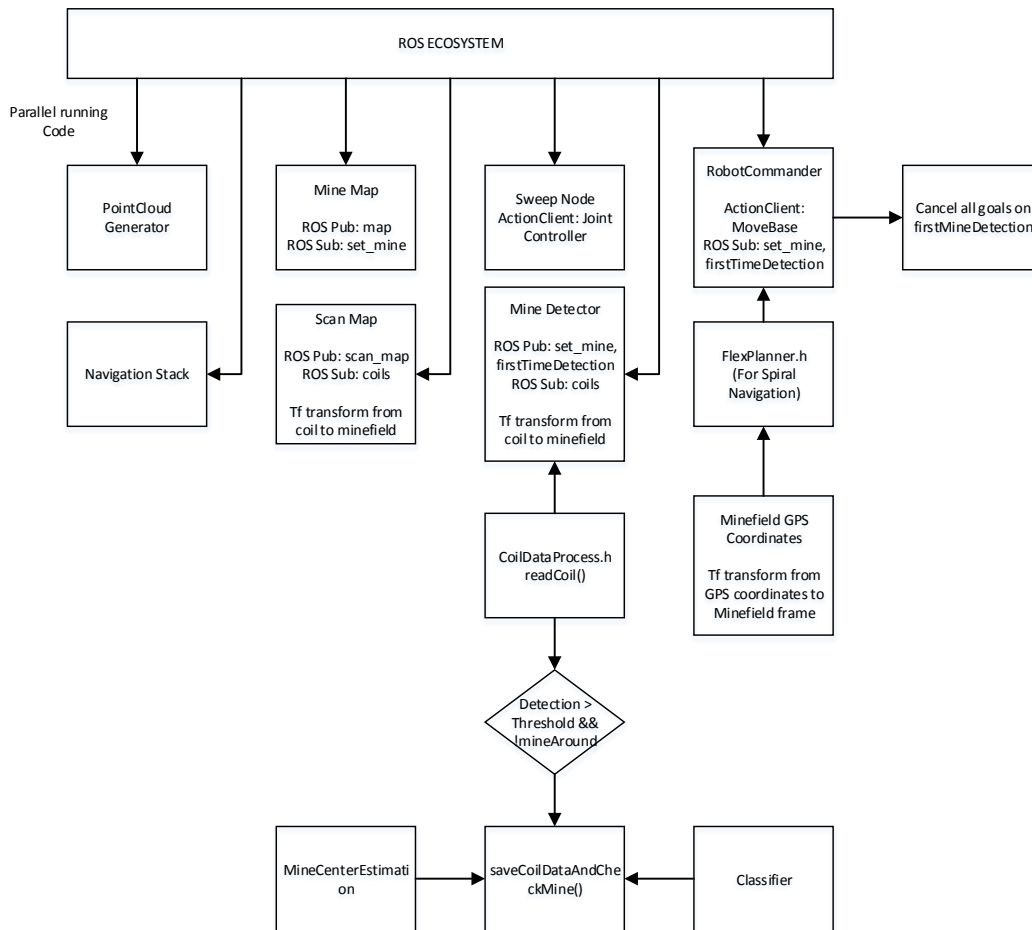 ROS ECOSYSTEM
Parallel running
Code
PointCloud
Generator
Mine Map
ROS Pub: map
ROS Sub: set_mine
Sweep Node
ActionClient: Joint
Controller
RobotCommander
ActionClient:
MoveBase
ROS Sub: set_mine,
firstTimeDetection
Cancel all goals on
firstMineDetection
Navigation Stack
Scan Map
ROS Pub: scan_map
ROS Sub: coils
Tf transform from
coil to minefield
Mine Detector
ROS Pub: set_mine,
firstTimeDetection
ROS Sub: coils
Tf transform from
coil to minefield
FlexPlanner.h
(For Spiral
Navigation)
CoilDataProcess.h
readCoil()
Minefield GPS
Coordinates
Tf transform from
GPS coordinates to
Minefield frame
Detection >
Threshold &&
!mineAround
MineCenterEstimati
on
saveCoilDataAndChe
ckMine()
Classifier